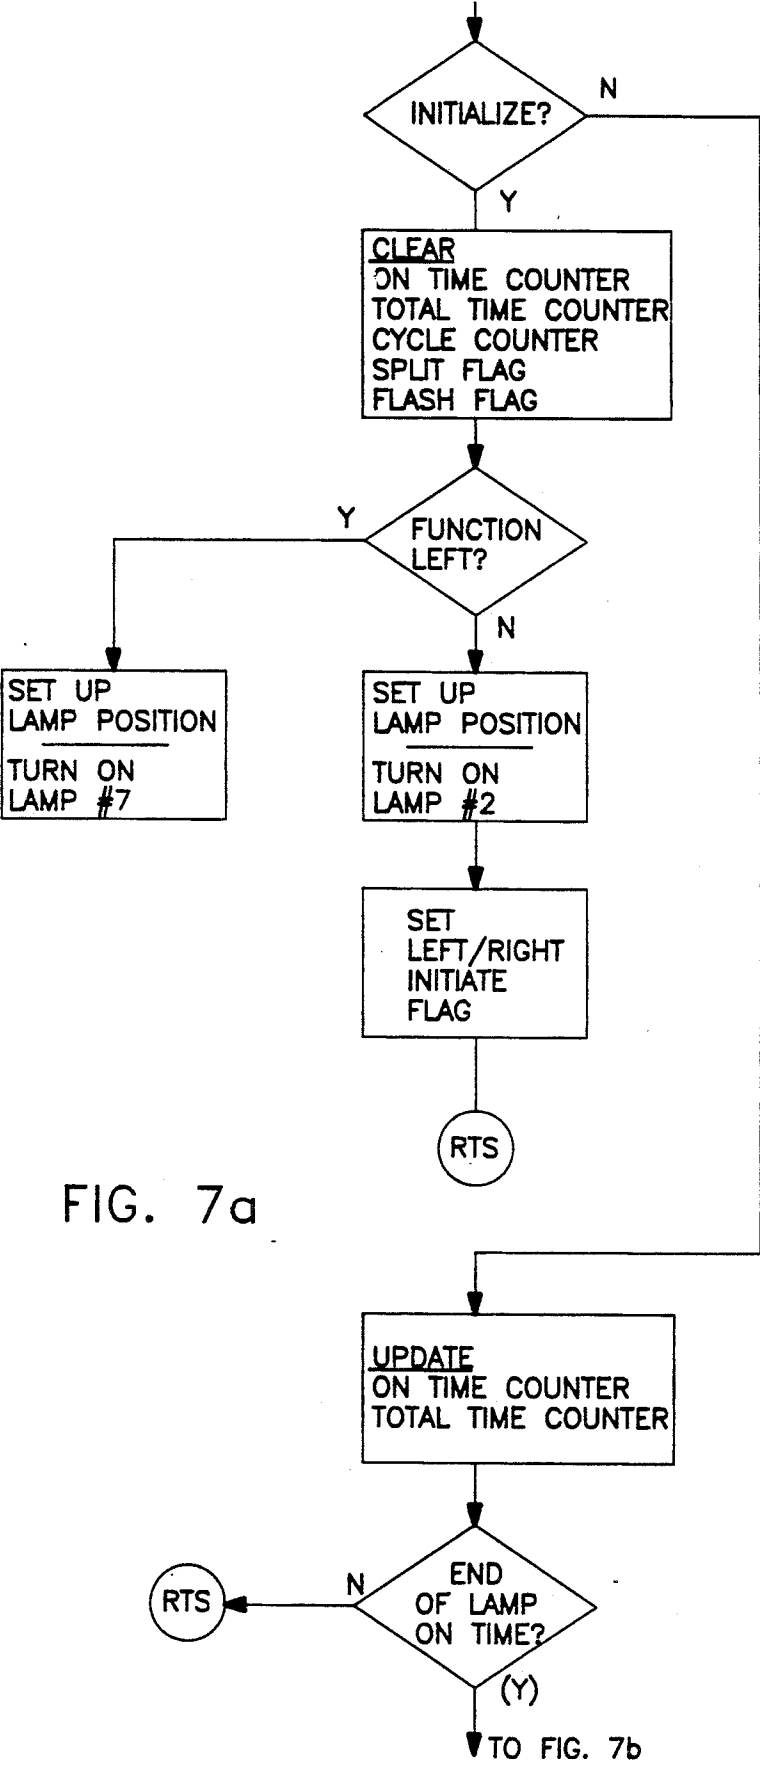 INITIALIZE?
N
Y
CLEAR
ON TIME COUNTER
TOTAL TIME COUNTER
CYCLE COUNTER
SPLIT FLAG
FLASH FLAG
Y
FUNCTION
LEFT?
N
SET UP
LAMP POSITION
TURN ON
LAMP #7
SET UP
LAMP POSITION
TURN ON
LAMP #2
SET
LEFT/RIGHT
INITIATE
FLAG
RTS
FIG. 7a
UPDATE
ON TIME COUNTER
TOTAL TIME COUNTER
END
OF LAMP
ON TIME?
N
RTS
(Y)
TO FIG. 7b